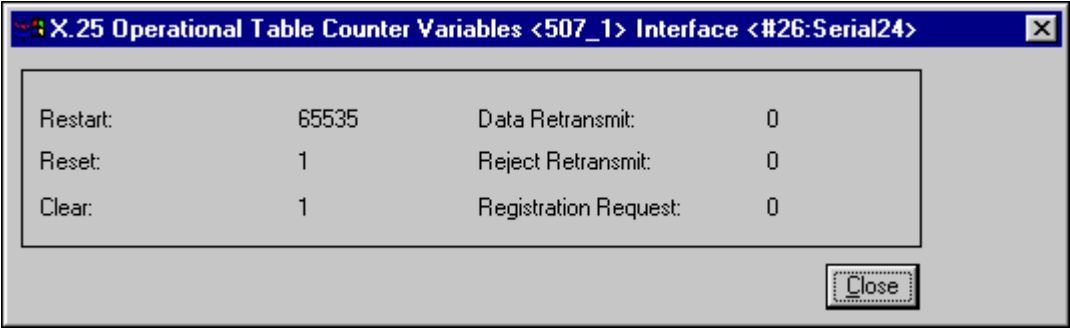 X.25 Operational Table Counter Variables <507_1> Interface <#26:Serial24>
Restart: 65535 Data Retransmit: 0
Reset: 1 Reject Retransmit: 0
Clear: 1 Registration Request: 0
Close